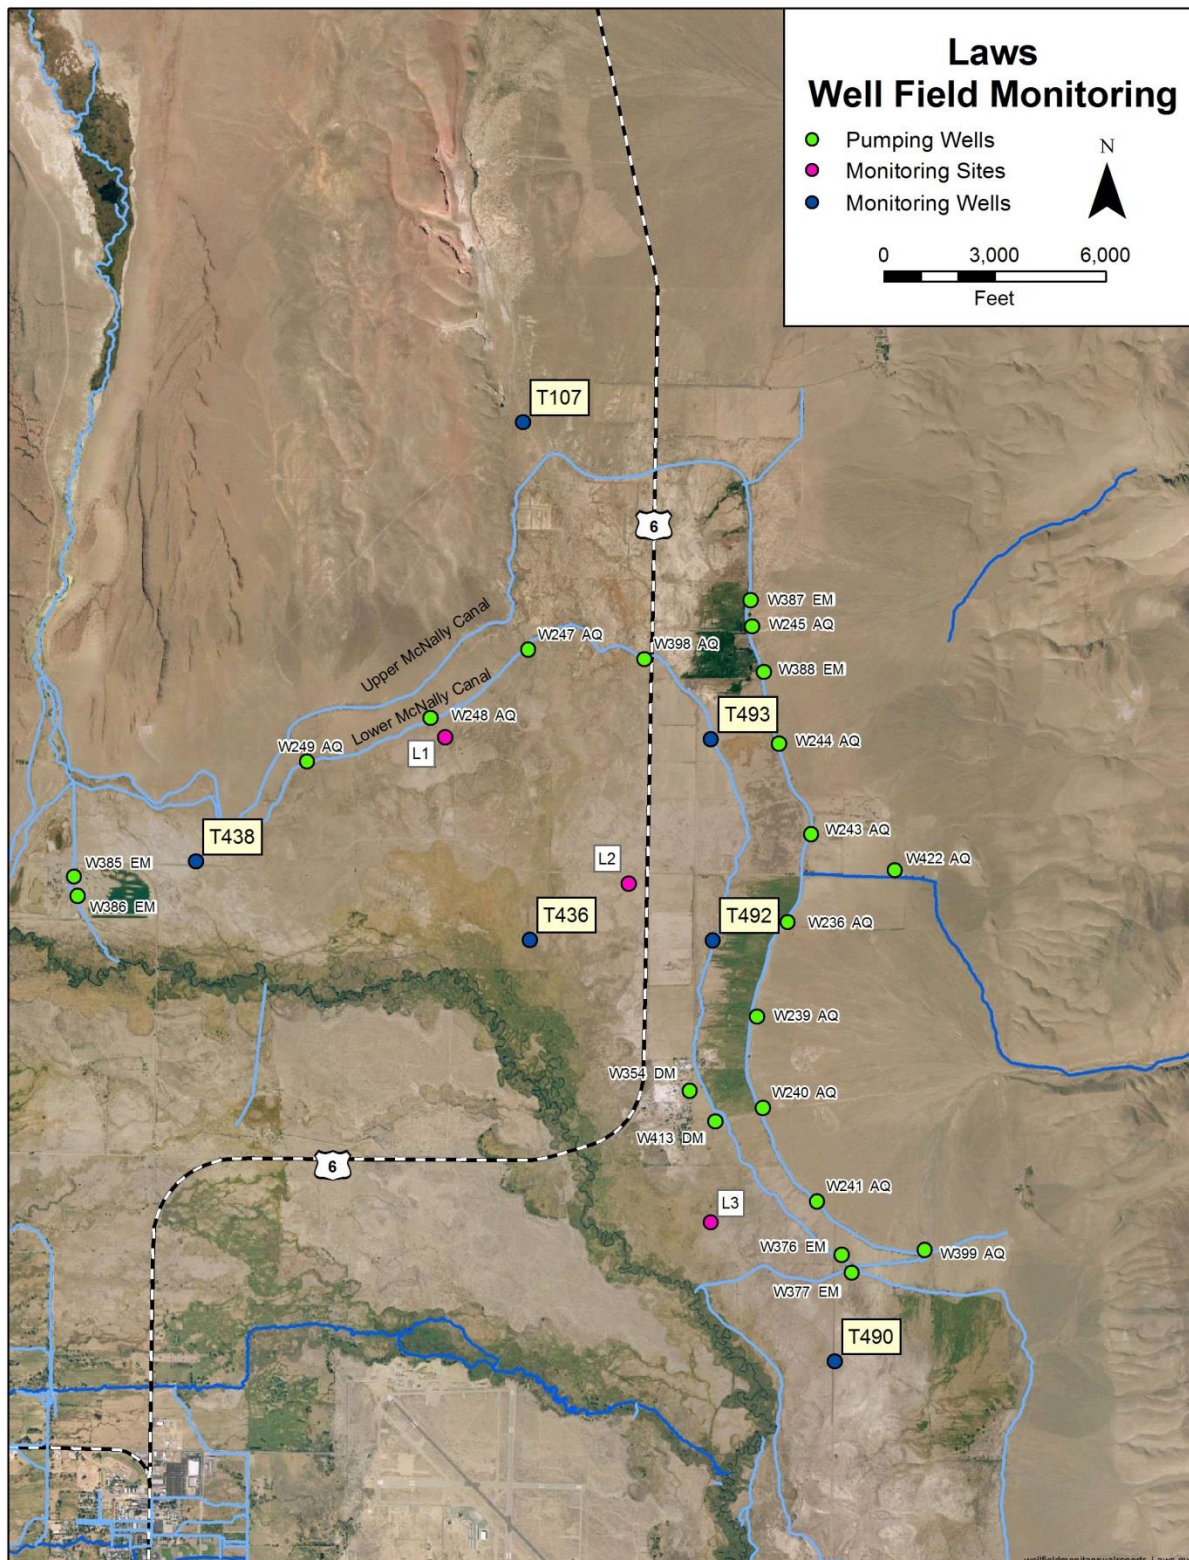 Laws
Well Field Monitoring
Pumping Wells
Monitoring Sites
Monitoring Wells
N
0 3,000 6,000
Feet
T107
6
Upper McNally Canal
Lower McNally Canal
W387 EM
W245 AQ
W388 EM
W247 AQ
W398 AQ
W248 AQ
L1
W249 AQ
T493
W244 AQ
T438
W243 AQ
W385 EM
W386 EM
L2
W422 AQ
T436
T492
W236 AQ
W239 AQ
W354 DM
W240 AQ
W413 DM
6
L3
W241 AQ
W376 EM
W399 AQ
W377 EM
T490